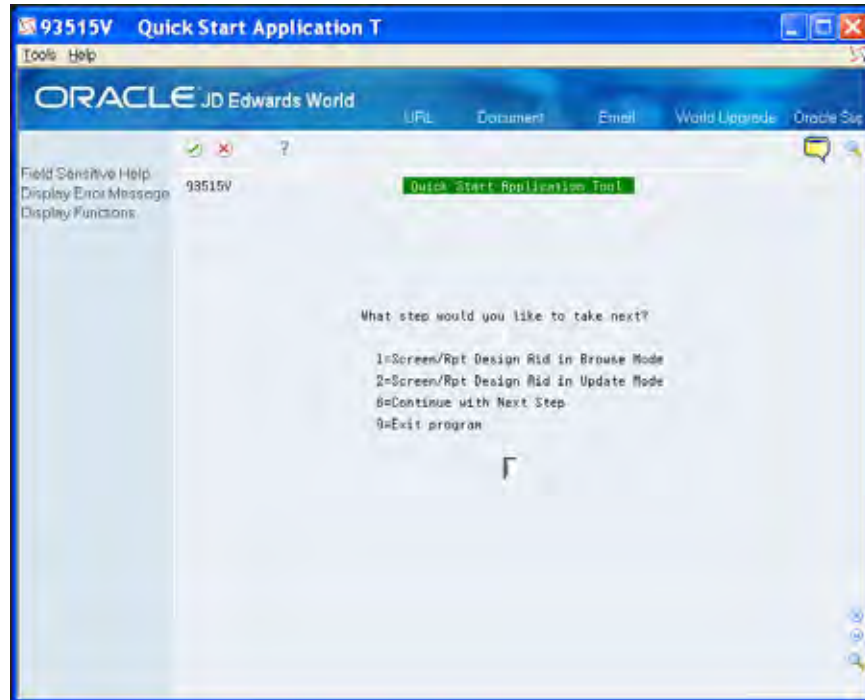 93515V Quick Start Application T
Tools Help
ORACLE JD Edwards World
URL Document Email World Upgrade Oracle Sup
Field Sensitive Help
Display Error Message
Display Functions
93515V Quick Start Application Tool
What step would you like to take next?
1=Screen/Rpt Design Aid in Browse Mode
2=Screen/Rpt Design Aid in Update Mode
8=Continue with Next Step
9=Exit program